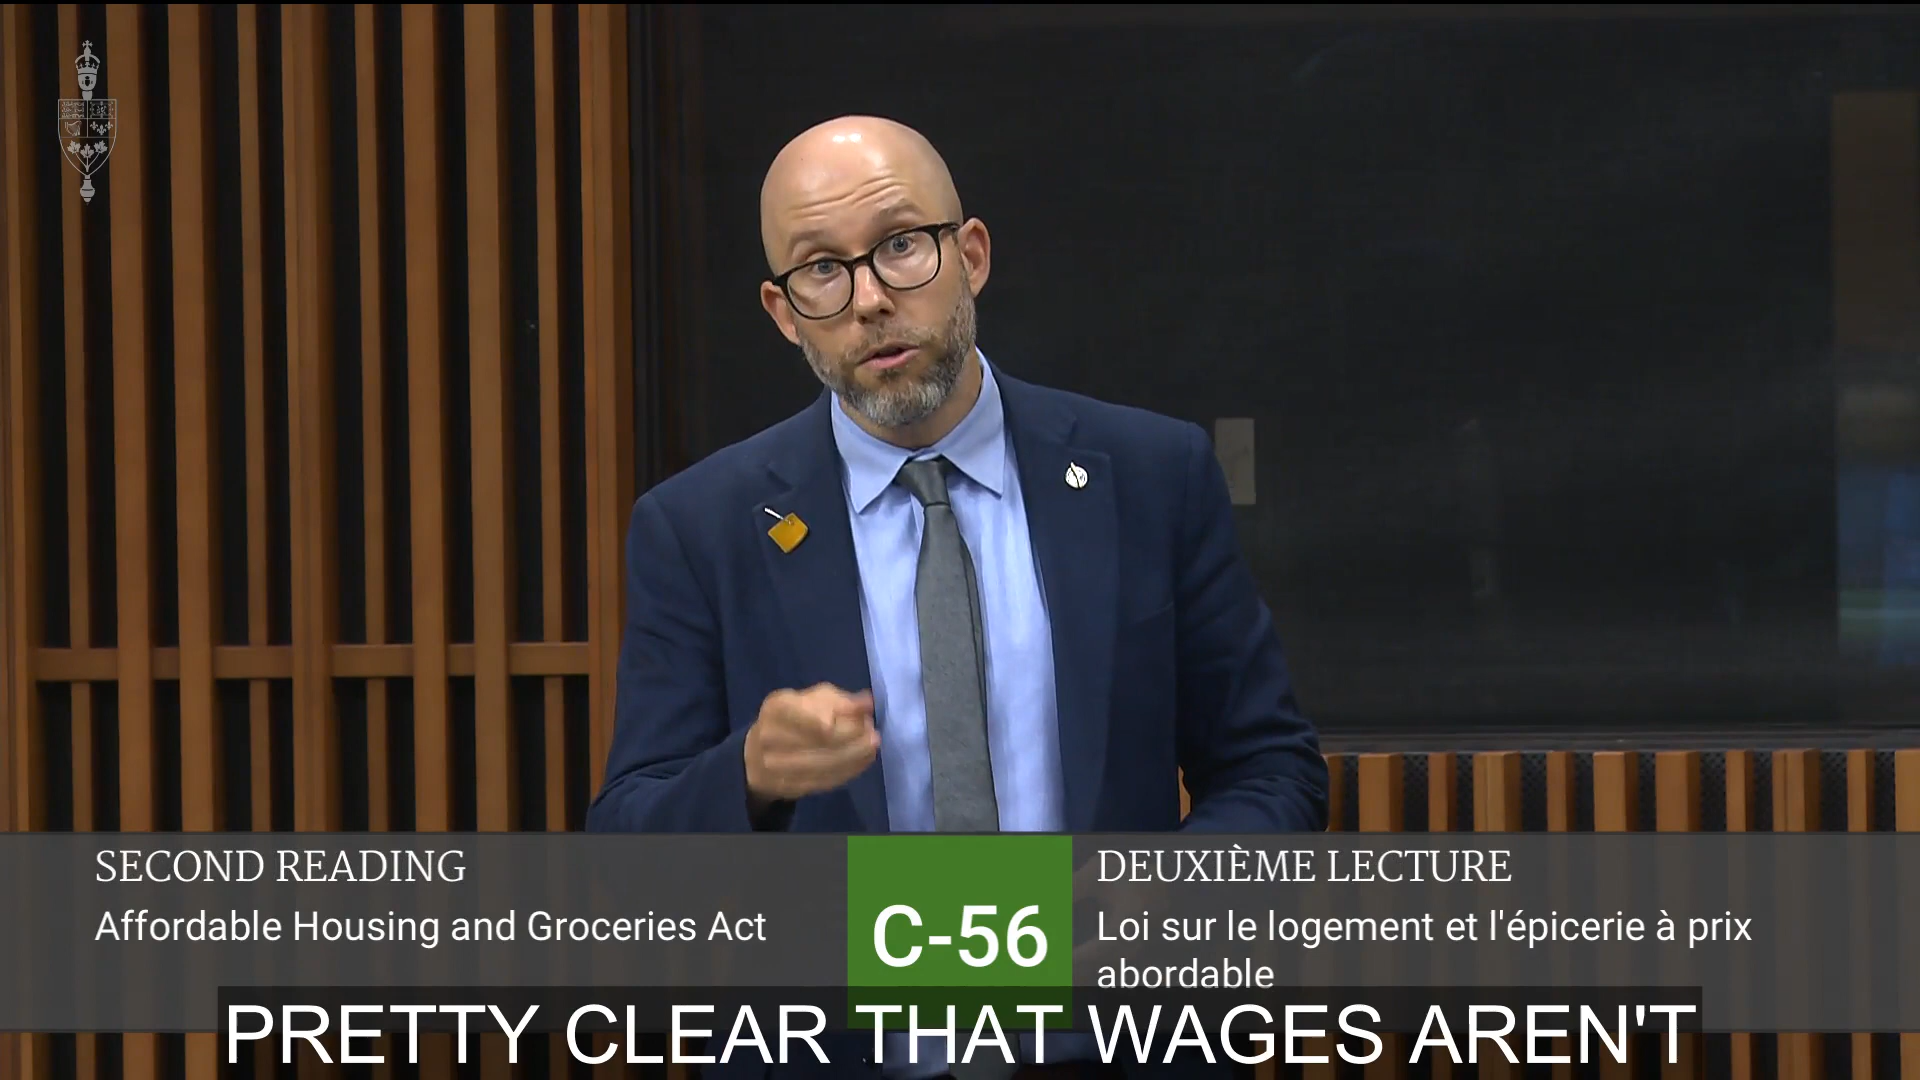 SECOND READING
Affordable Housing and Groceries Act
C-56
DEUXIÈME LECTURE
Loi sur le logement et l'épicerie à prix
abordable
PRETTY CLEAR THAT WAGES AREN'T